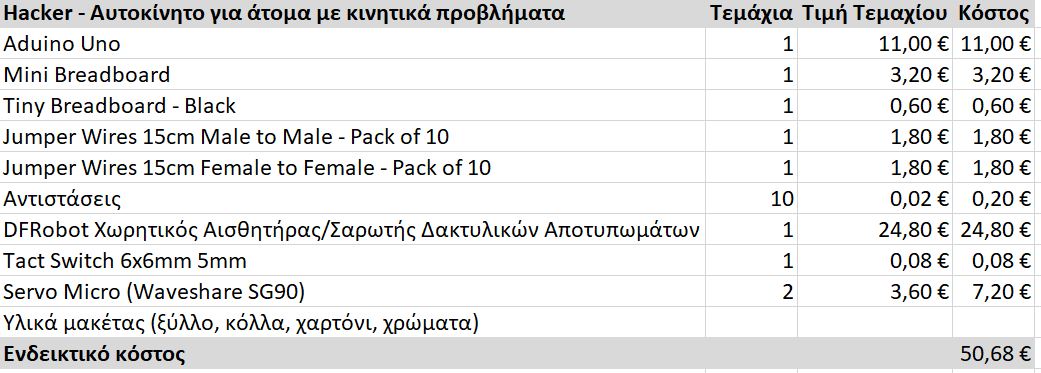 Hacker - Αυτοκίνητο για άτομα με κινητικά προβλήματα Τεμάχια Τιμή Τεμαχίου Κόστος
Aduino Uno 1 11,00 € 11,00 €
Mini Breadboard 1 3,20 € 3,20 €
Tiny Breadboard - Black 1 0,60 € 0,60 €
Jumper Wires 15cm Male to Male - Pack of 10 1 1,80 € 1,80 €
Jumper Wires 15cm Female to Female - Pack of 10 1 1,80 € 1,80 €
Αντιστάσεις 10 0,02 € 0,20 €
DFRobot Χωρητικός Αισθητήρας/Σαρωτής Δακτυλικών Αποτυπωμάτων 1 24,80 € 24,80 €
Tact Switch 6x6mm 5mm 1 0,08 € 0,08 €
Servo Micro (Waveshare SG90) 2 3,60 € 7,20 €
Υλικά μακέτας (ξύλλο, κόλλα, χαρτόνι, χρώματα)
Ενδεικτικό κόστος 50,68 €